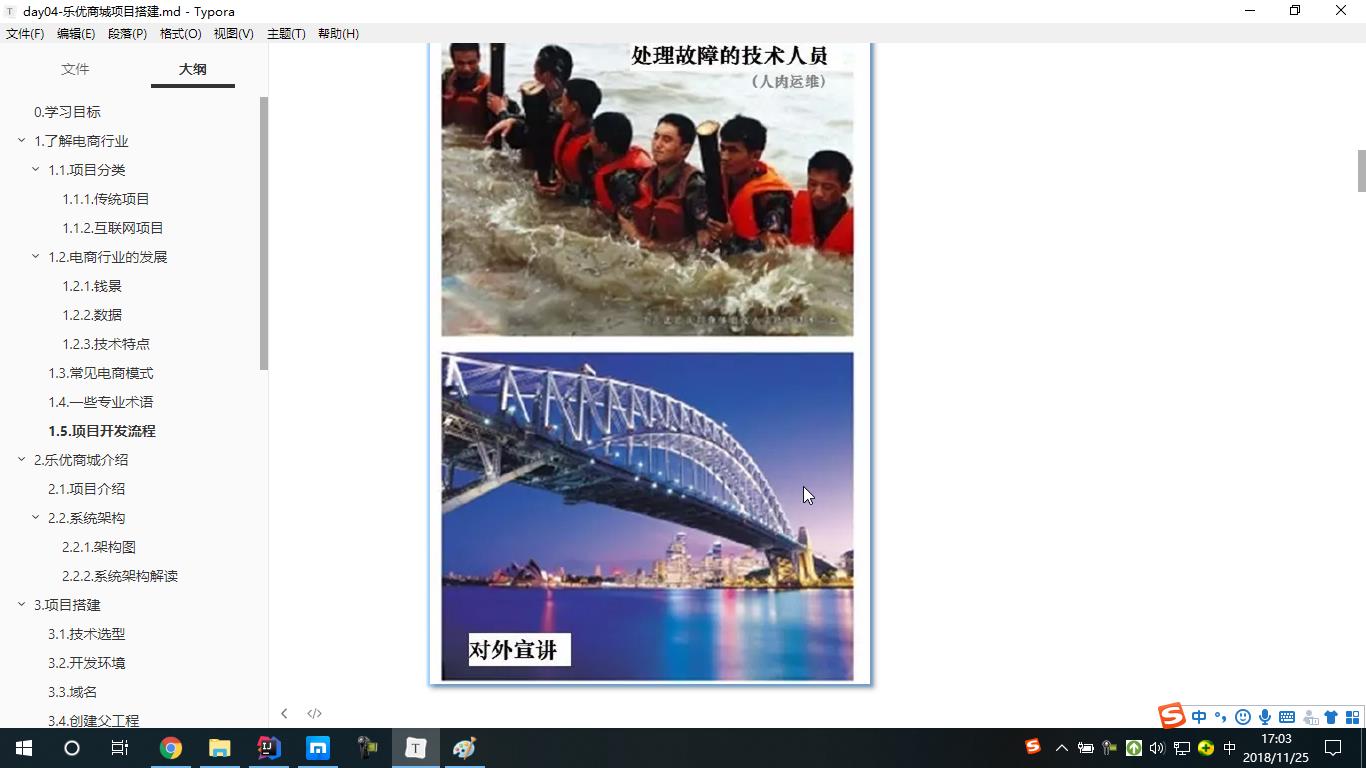 day04-乐优商城项目搭建.md - Typora
文件(F) 编辑(E) 段落(P) 格式(O) 视图(V) 主题(T) 帮助(H)
文件 大纲
0.学习目标
1.了解电商行业
1.1.项目分类
1.1.1.传统项目
1.1.2.互联网项目
1.2.电商行业的发展
1.2.1.钱景
1.2.2.数据
1.2.3.技术特点
1.3.常见电商模式
1.4.一些专业术语
1.5.项目开发流程
2.乐优商城介绍
2.1.项目介绍
2.2.系统架构
2.2.1.架构图
2.2.2.系统架构解读
3.项目搭建
3.1.技术选型
3.2.开发环境
3.3.域名
3.4.创建父工程
处理故障的技术人员
(人肉运维)
对外宣讲
中
中
17:03
2018/11/25